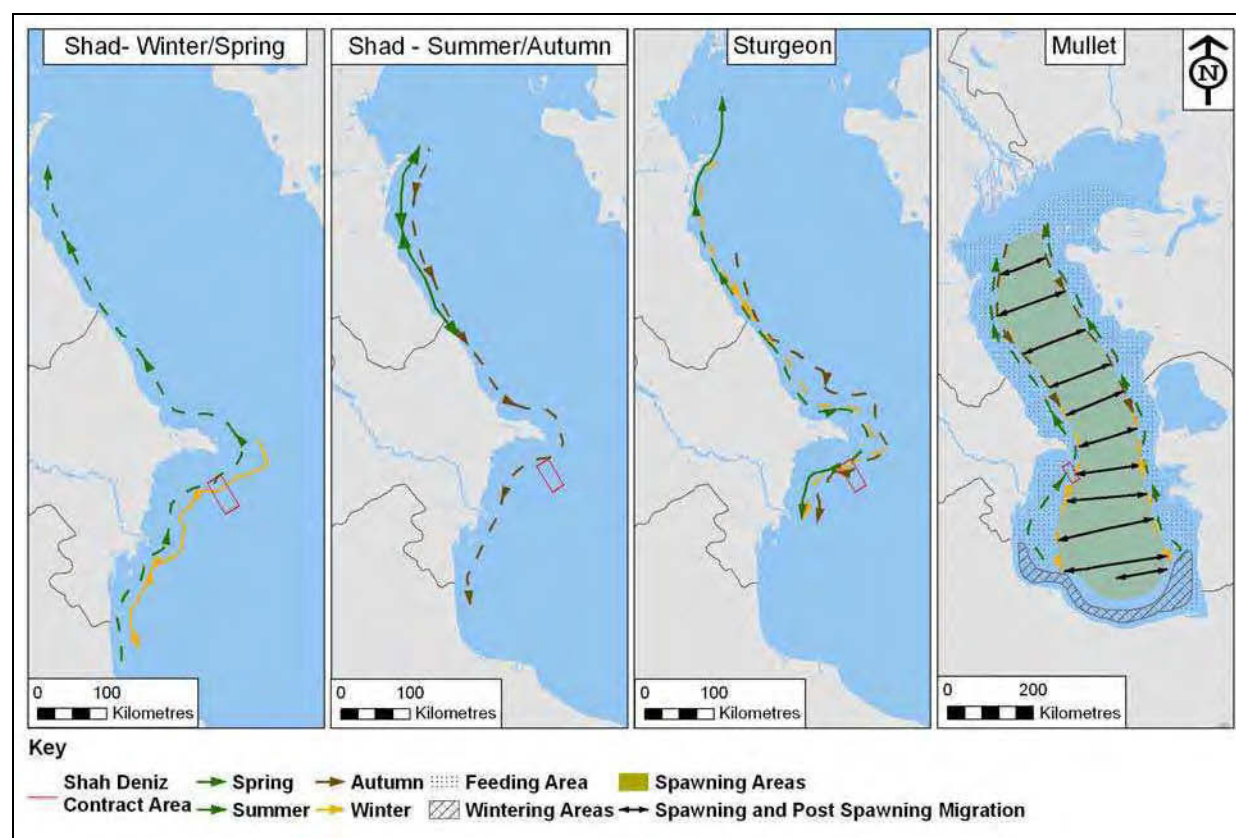 Shad- Winter/Spring
Shad - Summer/Autumn
Sturgeon
Mullet
N
0 100
Kilometres
0 100
Kilometres
0 100
Kilometres
0 200
Kilometres
Key
Shah Deniz
Contract Area
Spring
Summer
Autumn
Winter
Feeding Area
Wintering Areas
Spawning Areas
Spawning and Post Spawning Migration